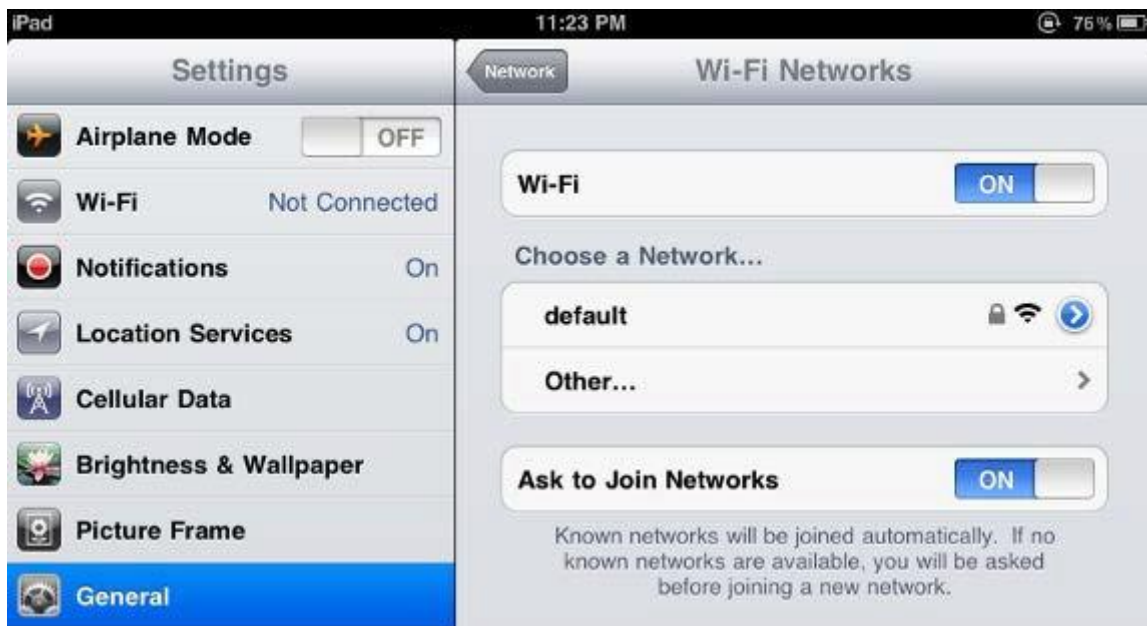 iPad 11:23 PM 76%
Settings
Airplane Mode OFF
Wi-Fi Not Connected
Notifications On
Location Services On
Cellular Data
Brightness & Wallpaper
Picture Frame
General
Network Wi-Fi Networks
Wi-Fi ON
Choose a Network...
default
Other...
Ask to Join Networks ON
Known networks will be joined automatically. If no
known networks are available, you will be asked
before joining a new network.